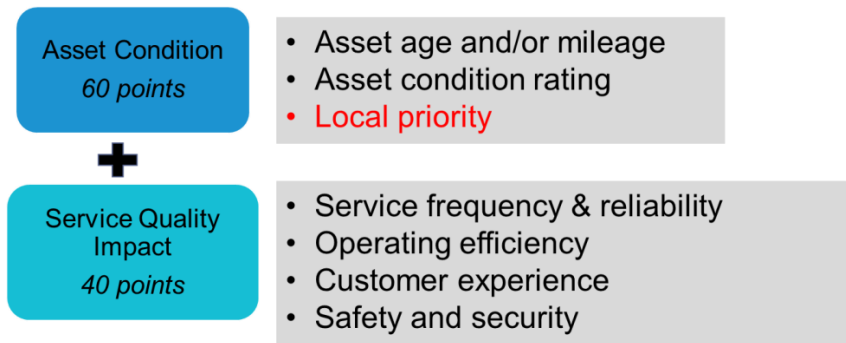 Asset Condition
60 points
• Asset age and/or mileage
• Asset condition rating
• Local priority
Service Quality
Impact
40 points
• Service frequency & reliability
• Operating efficiency
• Customer experience
• Safety and security